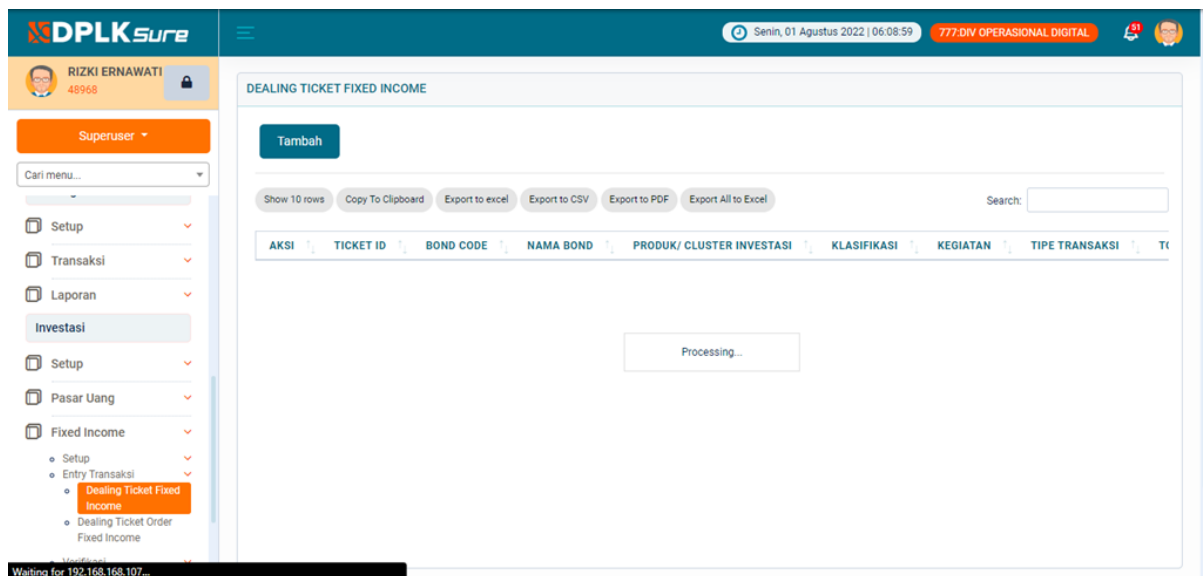 DPLKSure
Senin, 01 Agustus 2022 | 06:08:59
777:DIV OPERASIONAL DIGITAL
51
RIZKI ERNAWATI
48968
Superuser
Cari menu...
Setup
Transaksi
Laporan
Investasi
Setup
Pasar Uang
Fixed Income
Setup
Entry Transaksi
Dealing Ticket Fixed
Income
Dealing Ticket Order
Fixed Income
Verifikasi
Waiting for 192.168.168.107...
DEALING TICKET FIXED INCOME
Tambah
Show 10 rows Copy To Clipboard Export to excel Export to CSV Export to PDF Export All to Excel Search:
AKSI TICKET ID BOND CODE NAMA BOND PRODUK/ CLUSTER INVESTASI KLASIFIKASI KEGIATAN TIPE TRANSAKSI
Processing...